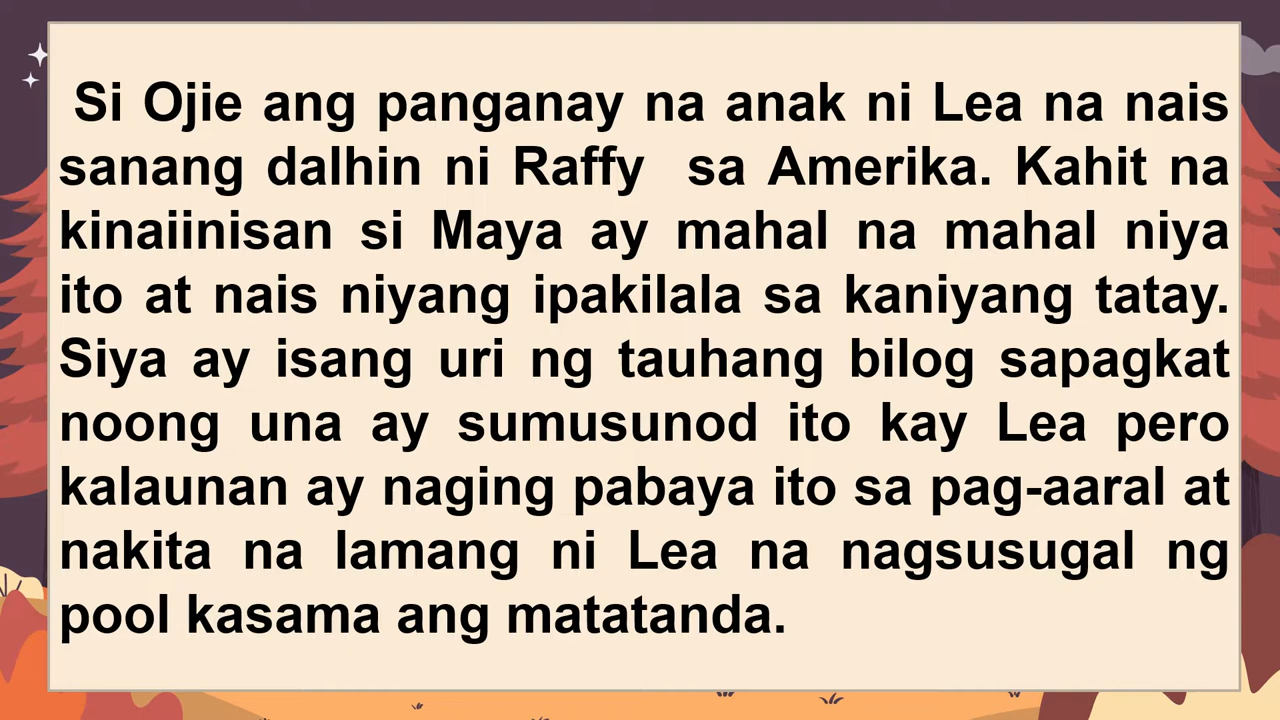 Si Ojie ang panganay na anak ni Lea na nais
sanang dalhin ni Raffy sa Amerika. Kahit na
kinaiinisan si Maya ay mahal na mahal niya
ito at nais niyang ipakilala sa kaniyang tatay.
Siya ay isang uri ng tauhang bilog sapagkat
noong una ay sumusunod ito kay Lea pero
kalaunan ay naging pabaya ito sa pag-aaral at
nakita na lamang ni Lea na nagsusugal ng
pool kasama ang matatanda.